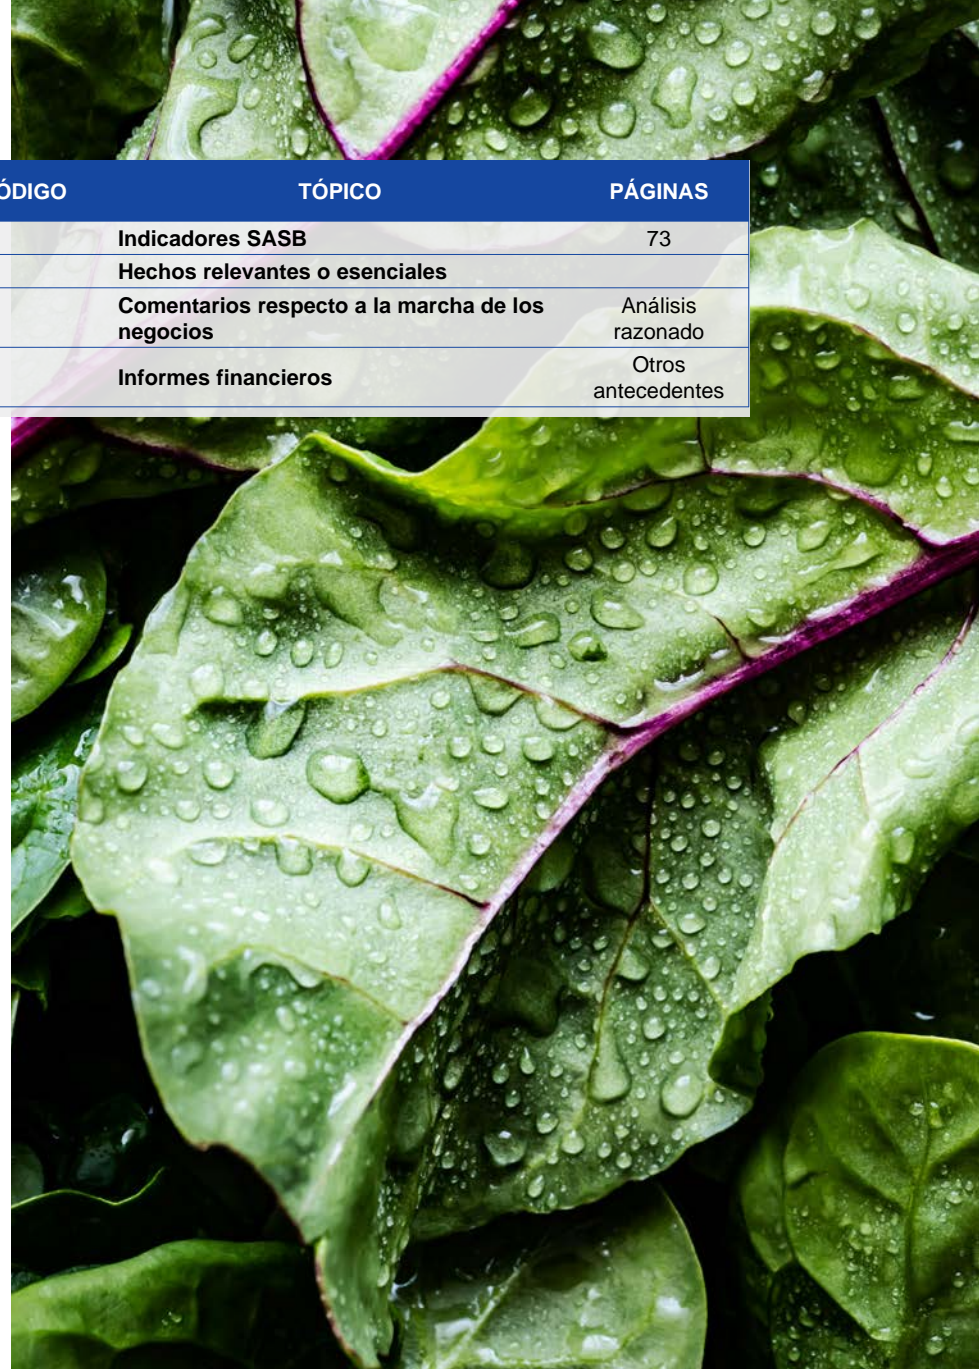 ÓDIGO TÓPICO PÁGINAS
Indicadores SASB 73
Hechos relevantes o esenciales
Comentarios respecto a la marcha de los
negocios
Análisis
razonado
Informes financieros
Otros
antecedentes